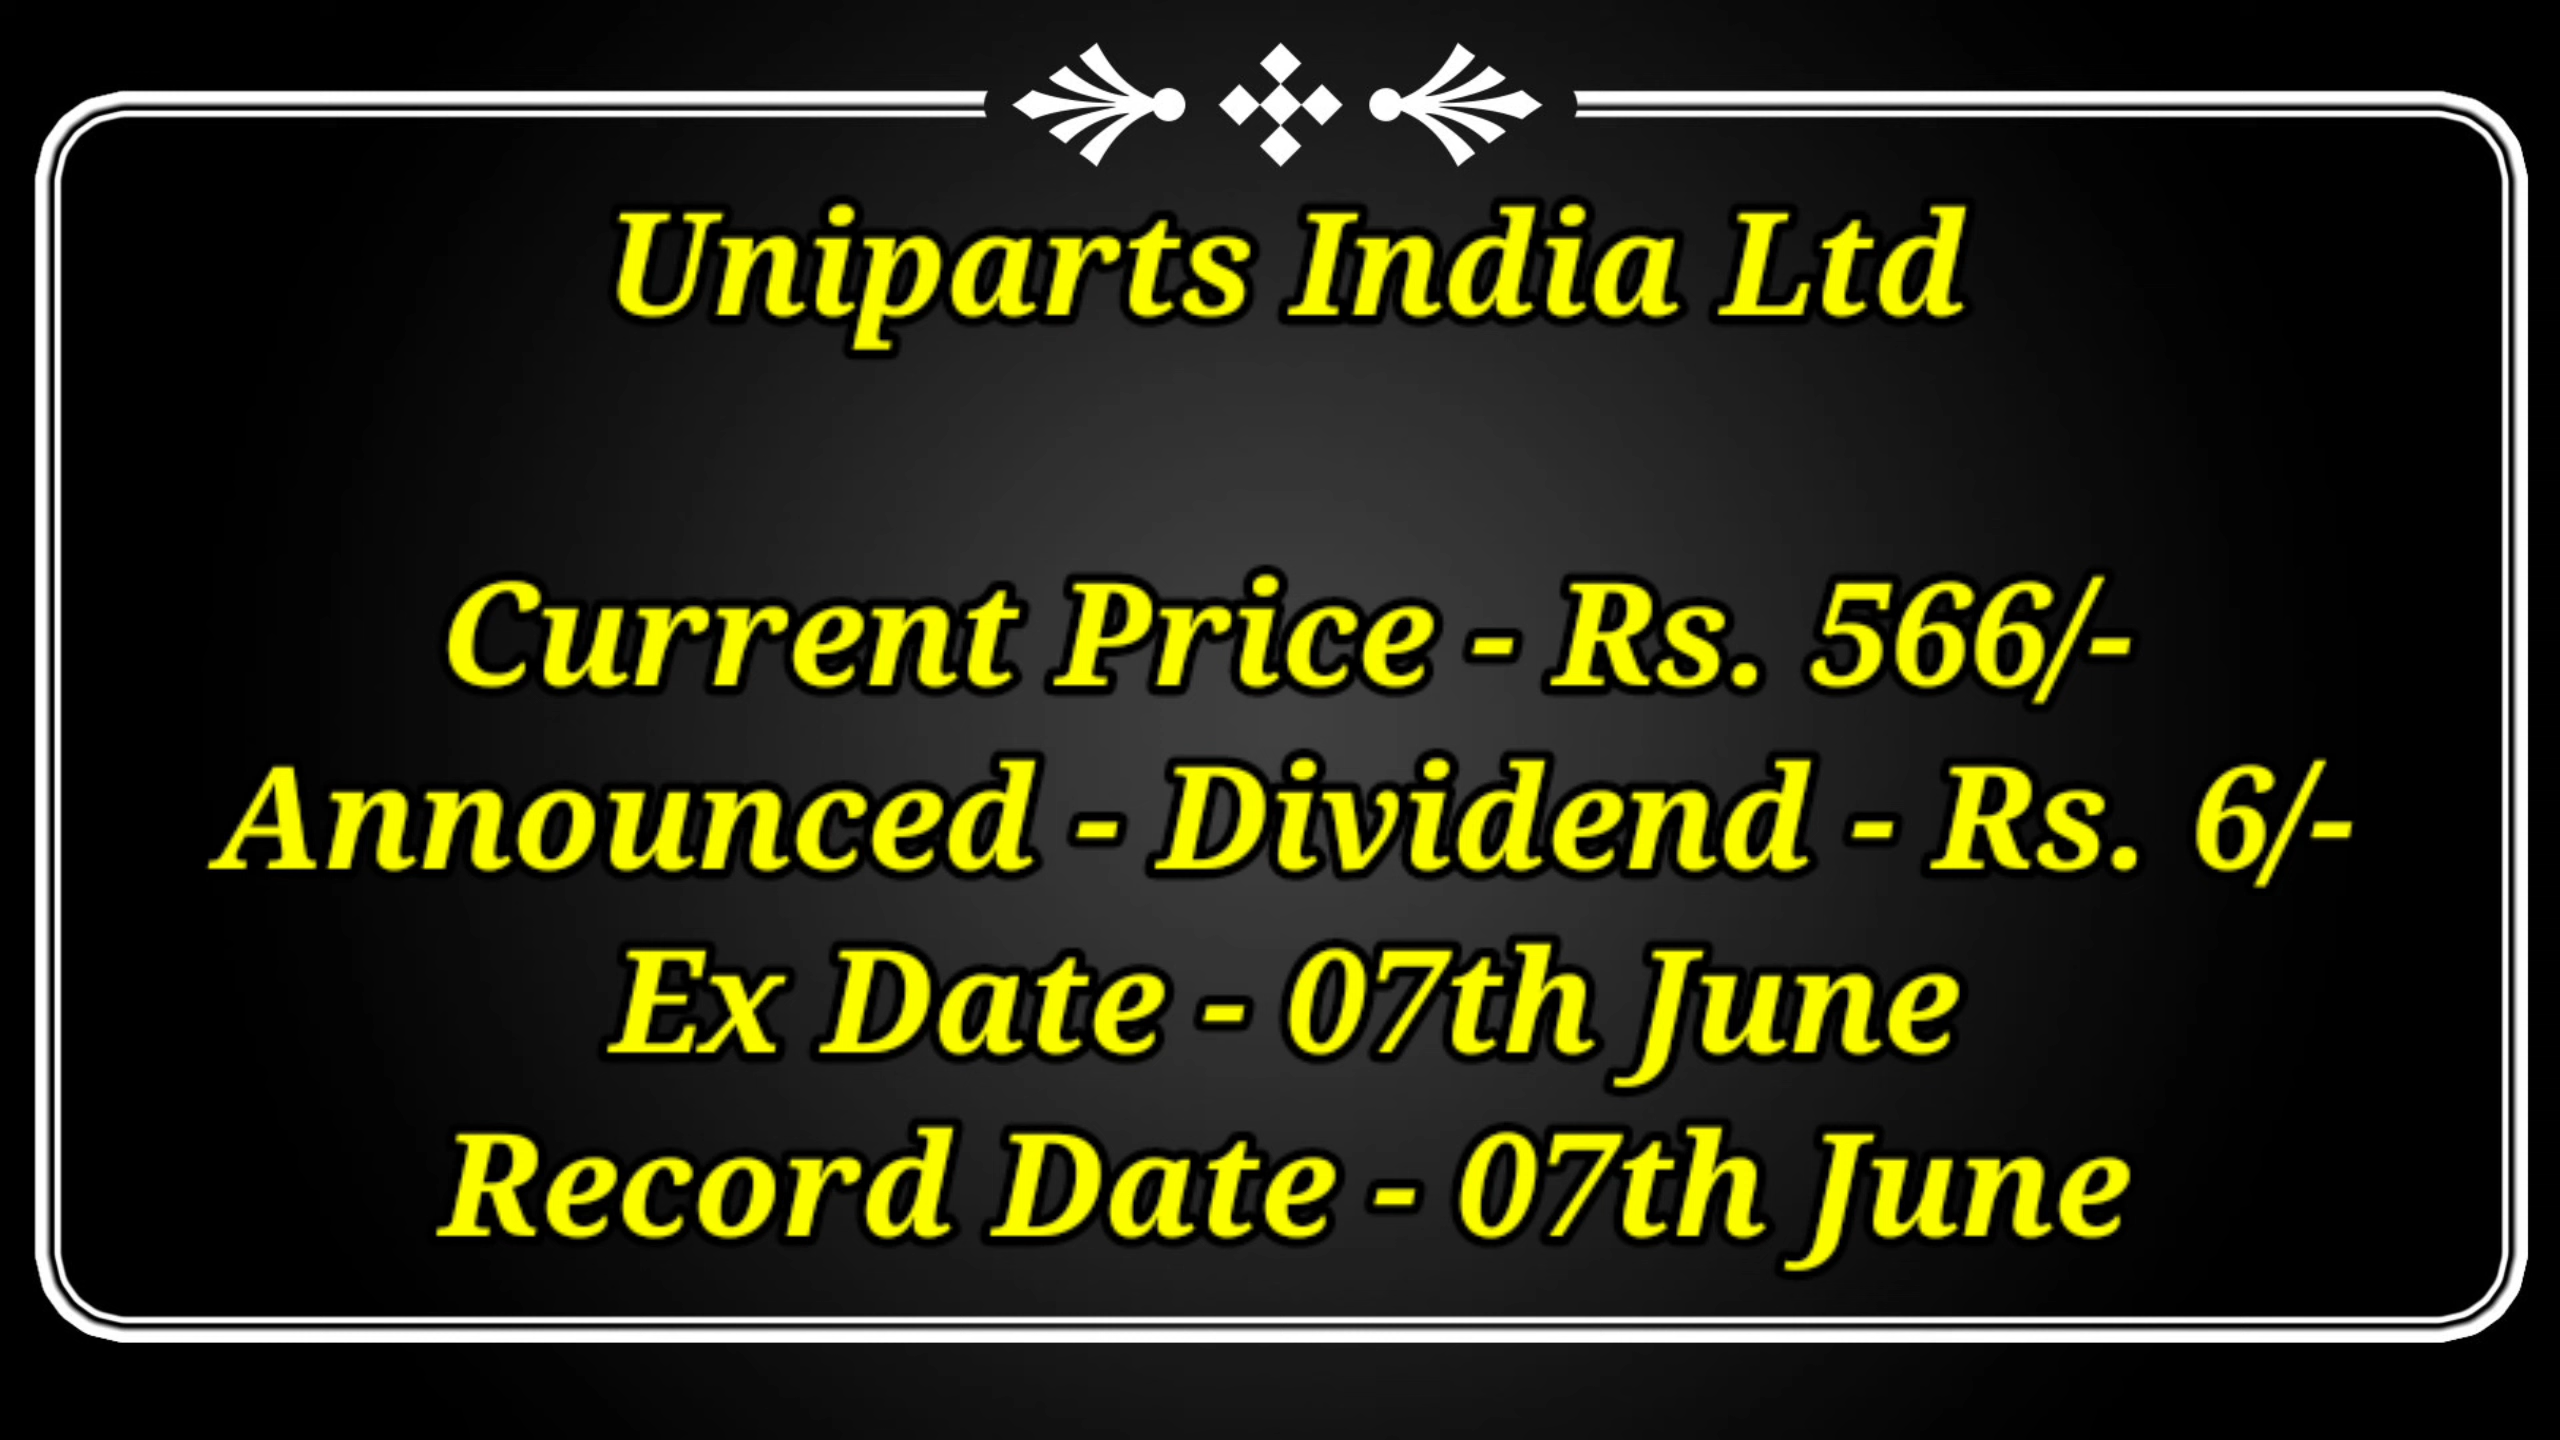 Uniparts India Ltd
Current Price - Rs. 566/-
Announced - Dividend - Rs. 6/-
Ex Date - 07th June
Record Date - 07th June